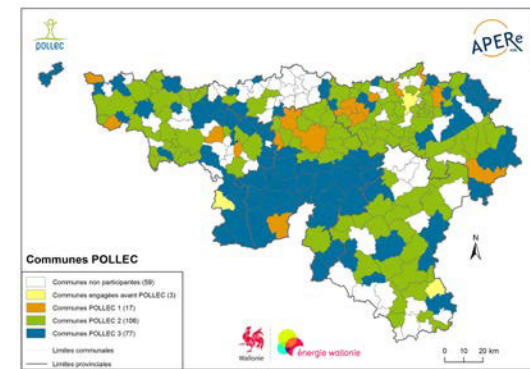 POLLEC
APERe
N
Communes POLLEC
Communes non participantes (59)
Communes engagées avant POLLEC (3)
Communes POLLEC 1 (17)
Communes POLLEC 2 (106)
Communes POLLEC 3 (77)
Limites communales
Limites provinciales
Wallonie
énergie wallonie
0 10 20 km